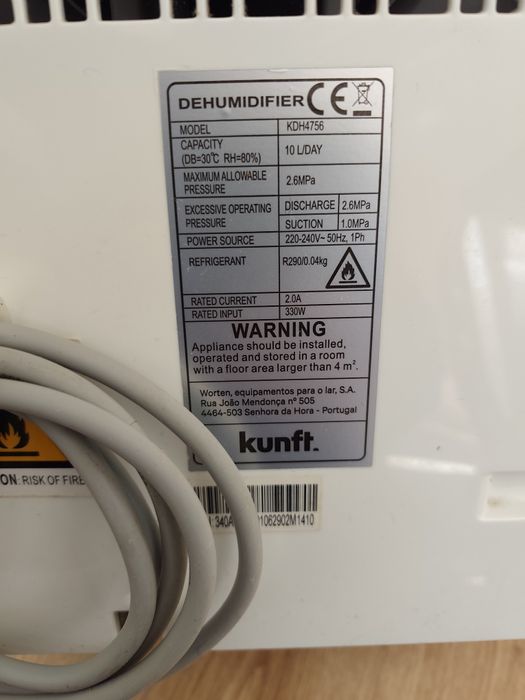 DEHUMIDIFIER CE
MODEL KDH4756
CAPACITY
(DB=30℃ RH=80%) 10 L/DAY
MAXIMUM ALLOWABLE
PRESSURE 2.6MPa
EXCESSIVE OPERATING
PRESSURE
DISCHARGE 2.6MPa
SUCTION 1.0MPa
POWER SOURCE 220-240V~ 50Hz, 1Ph
REFRIGERANT R290/0.04kg
RATED CURRENT 2.0A
RATED INPUT 330W
WARNING
Appliance should be installed,
operated and stored in a room
with a floor area larger than 4 m².
Worten, equipamentos para o lar, S.A.
Rua João Mendonça nº 505
4464-503 Senhora da Hora - Portugal
kunft.
ON: RISK OF FIRE
:340A 1062902M1410